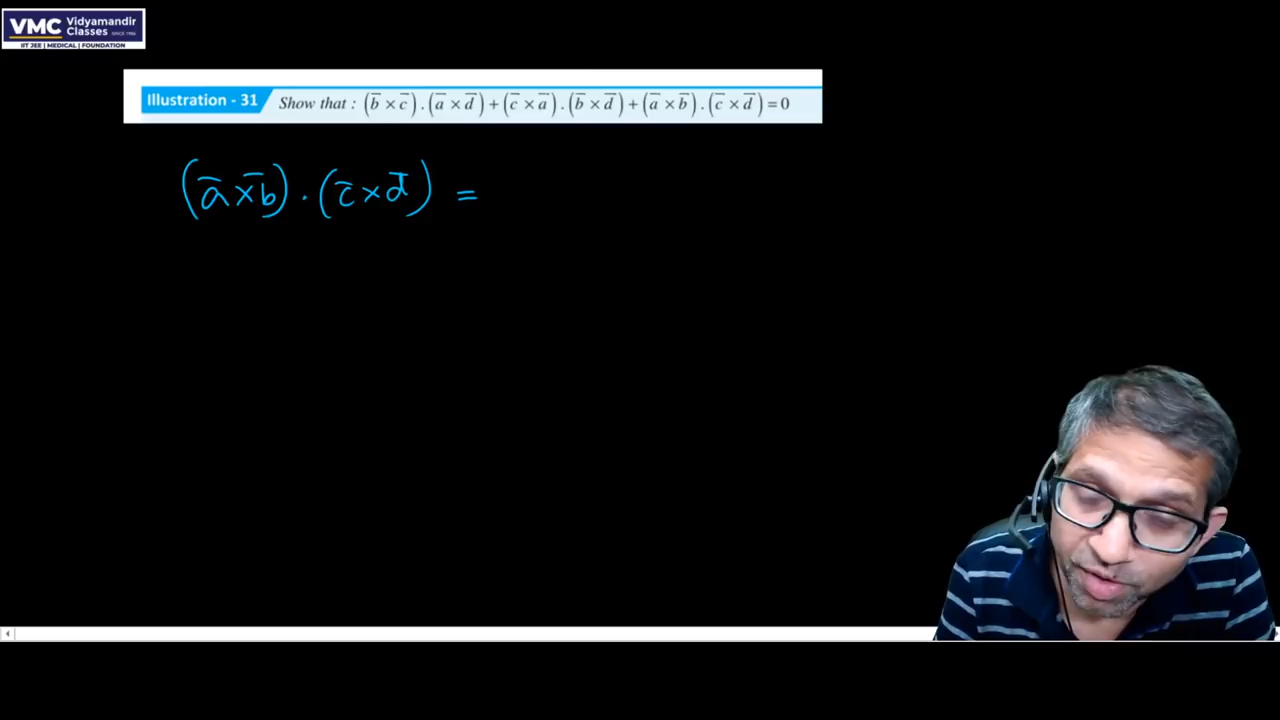 VMC Vidyamandir Classes SINCE 1986
IIT JEE | MEDICAL | FOUNDATION
Illustration - 31 Show that : (b̄ × c̄) . (ā × d̄) + (c̄ × ā) . (b̄ × d̄) + (ā × b̄) . (c̄ × d̄) = 0
(ā × b̄) · (c̄ × d̄) =